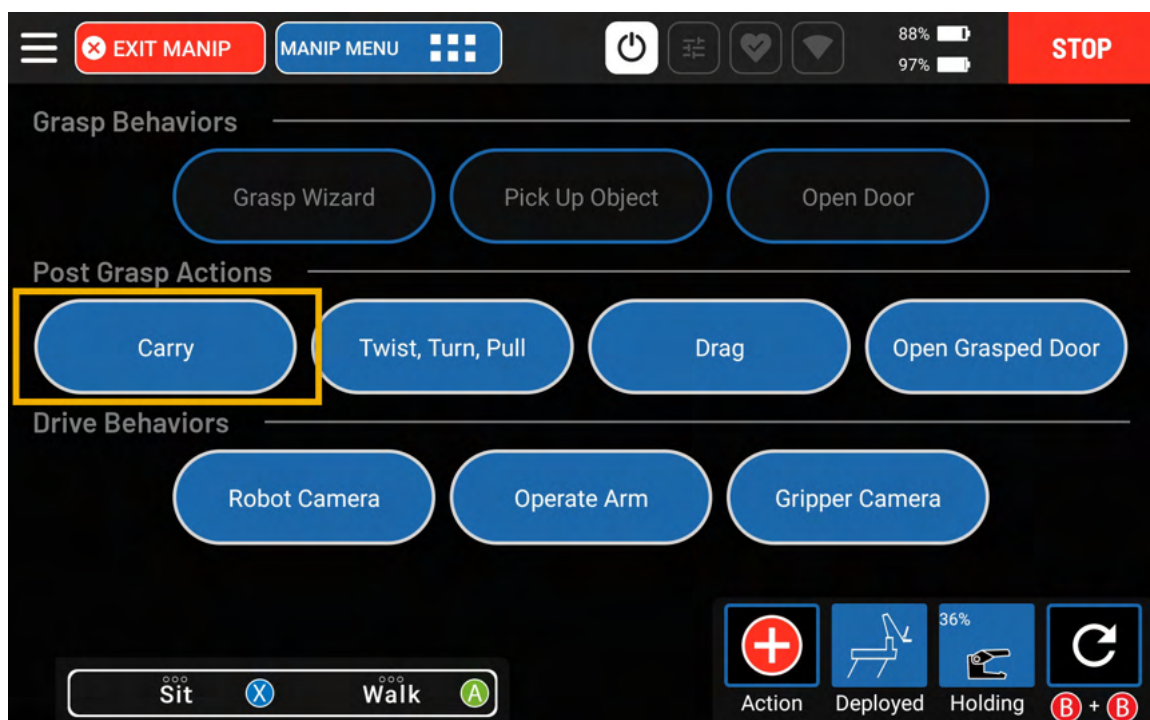 EXIT MANIP
MANIP MENU
88%
97%
STOP
Grasp Behaviors
Grasp Wizard
Pick Up Object
Open Door
Post Grasp Actions
Carry
Twist, Turn, Pull
Drag
Open Grasped Door
Drive Behaviors
Robot Camera
Operate Arm
Gripper Camera
36%
Sit X Walk A
Action Deployed Holding B + B